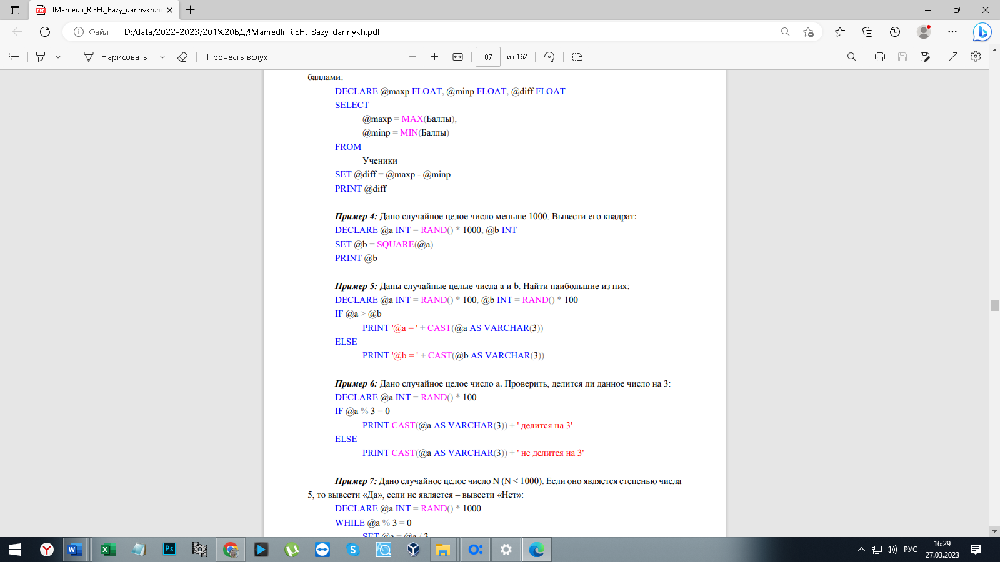 !Mamedli_R.EH._Bazy_dannykh.p
Файл D:/data/2022-2023/201%20БД/!Mamedli_R.EH._Bazy_dannykh.pdf
Нарисовать Прочесть вслух 87 из 162
баллами:
DECLARE @maxp FLOAT, @minp FLOAT, @diff FLOAT
SELECT
@maxp = MAX(Баллы),
@minp = MIN(Баллы)
FROM
Ученики
SET @diff = @maxp - @minp
PRINT @diff
Пример 4: Дано случайное целое число меньше 1000. Вывести его квадрат:
DECLARE @a INT = RAND() * 1000, @b INT
SET @b = SQUARE(@a)
PRINT @b
Пример 5: Даны случайные целые числа a и b. Найти наибольшие из них:
DECLARE @a INT = RAND() * 100, @b INT = RAND() * 100
IF @a > @b
PRINT '@a = ' + CAST(@a AS VARCHAR(3))
ELSE
PRINT '@b = ' + CAST(@b AS VARCHAR(3))
Пример 6: Дано случайное целое число a. Проверить, делится ли данное число на 3:
DECLARE @a INT = RAND() * 100
IF @a % 3 = 0
PRINT CAST(@a AS VARCHAR(3)) + ' делится на 3'
ELSE
PRINT CAST(@a AS VARCHAR(3)) + ' не делится на 3'
Пример 7: Дано случайное целое число N (N < 1000). Если оно является степенью числа
5, то вывести «Да», если не является – вывести «Нет»:
DECLARE @a INT = RAND() * 1000
WHILE @a % 3 = 0
SET @a = @a / 3
РУС
16:29
27.03.2023